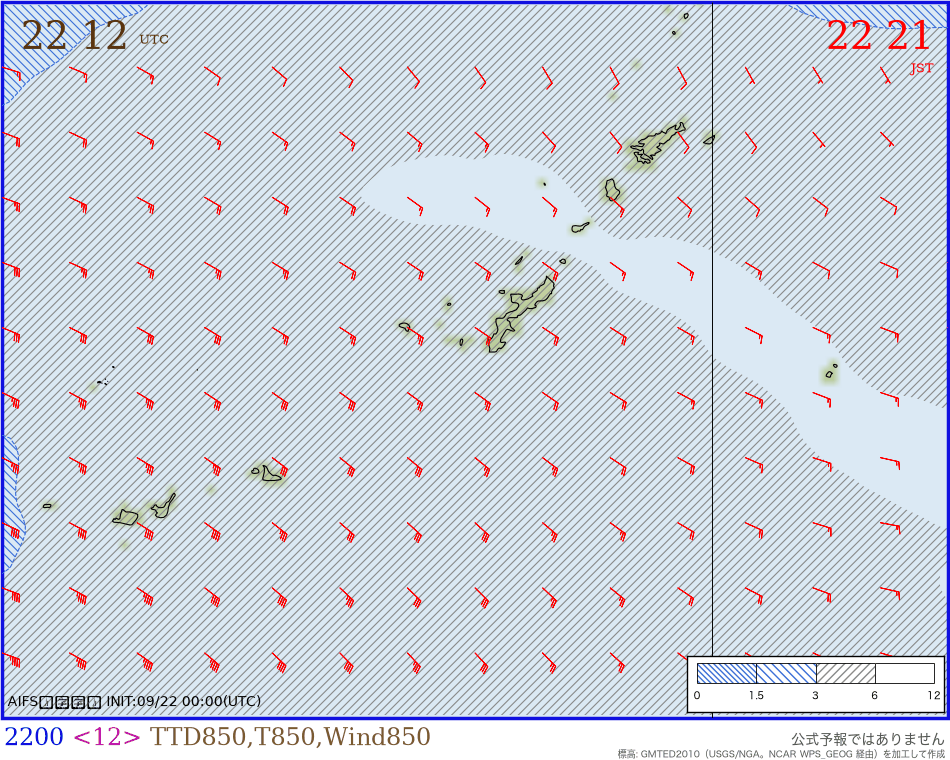 22 12 UTC
22 21
JST
AIFS INIT:09/22 00:00(UTC)
0 1.5 3 6 12
2200 <12> TTD850,T850,Wind850
公式予報ではありません
標高: GMTED2010（USGS/NGA。NCAR WPS_GEOG 経由）を加工して作成